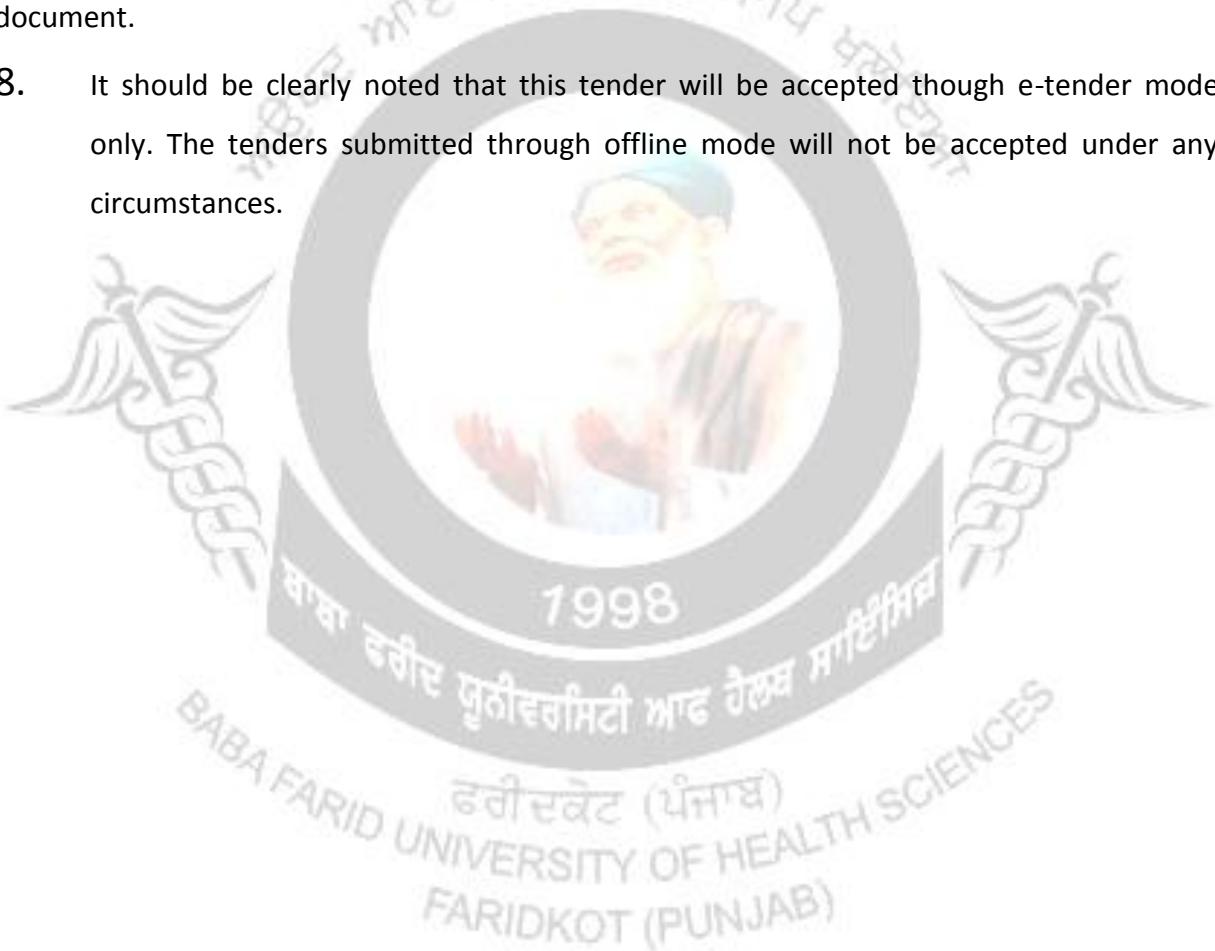 document.
8. It should be clearly noted that this tender will be accepted though e-tender mode
only. The tenders submitted through offline mode will not be accepted under any
circumstances.
1998
ਬਾਬਾ ਫਰੀਦ ਯੂਨੀਵਰਸਿਟੀ ਆਫ ਹੈਲਥ ਸਾਇੰਸਿਜ਼
ਫਰੀਦਕੋਟ (ਪੰਜਾਬ)
BABA FARID UNIVERSITY OF HEALTH SCIENCES
FARIDKOT (PUNJAB)